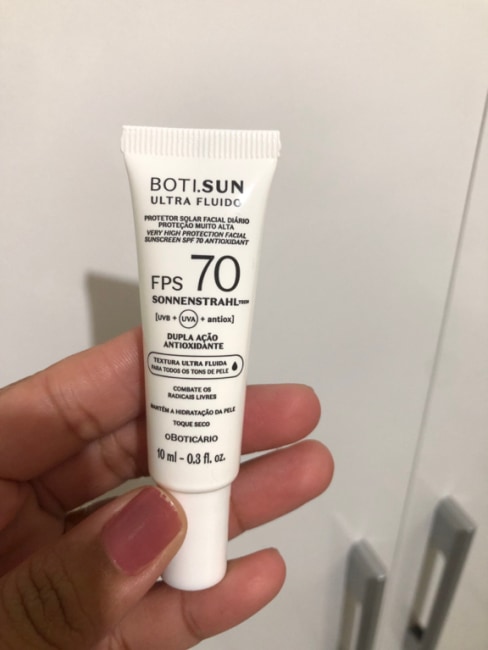 BOTI.SUN
ULTRA FLUIDO
PROTETOR SOLAR FACIAL DIÁRIO
PROTEÇÃO MUITO ALTA
VERY HIGH PROTECTION FACIAL
SUNSCREEN SPF 70 ANTIOXIDANT
FPS 70
SONNENSTRAHL
[UVB + UVA + antiox]
DUPLA AÇÃO
ANTIOXIDANTE
TEXTURA ULTRA FLUIDA
PARA TODOS OS TONS DE PELE
COMBATE OS
RADICAIS LIVRES
MANTÉM A HIDRATAÇÃO DA PELE
TOQUE SECO
oBOTICÁRIO
10 ml - 0.3 fl. oz.